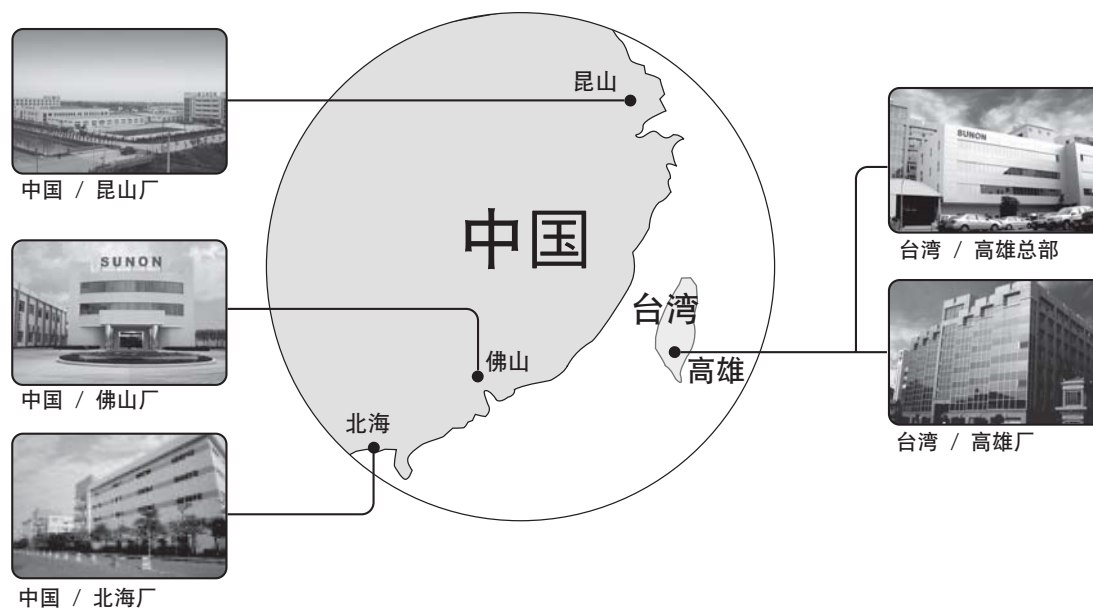 昆山
中国 / 昆山厂
SUNON
台湾 / 高雄总部
中国
SUNON
台湾
佛山
高雄
中国 / 佛山厂
北海
台湾 / 高雄厂
中国 / 北海厂